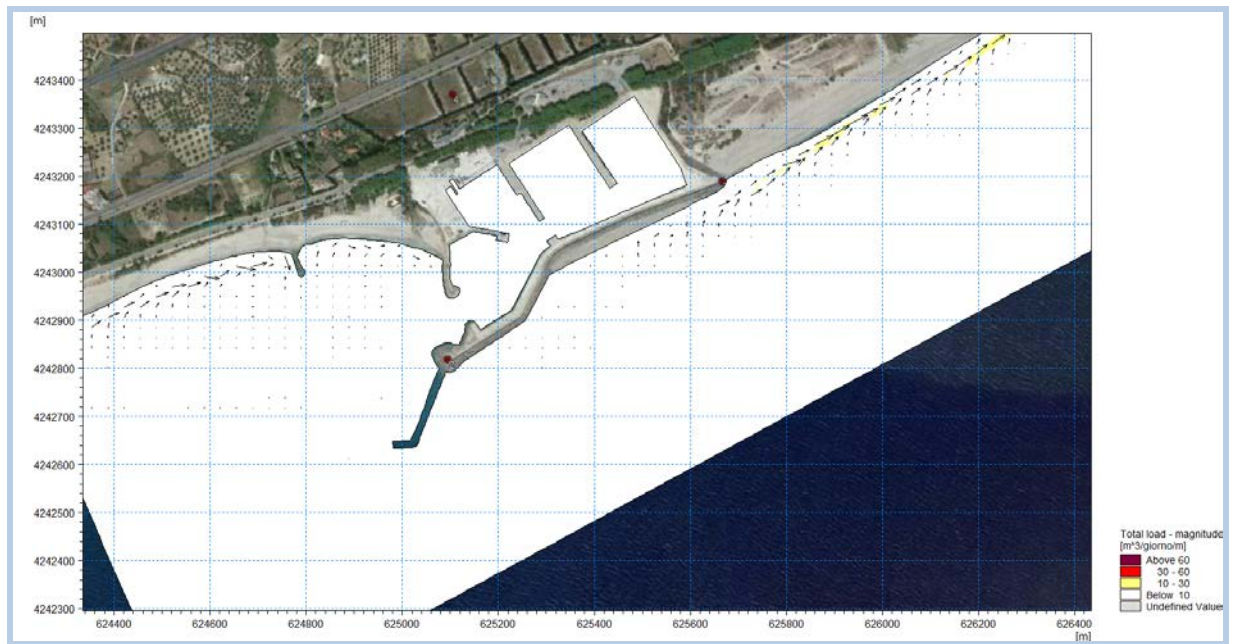 [m]
4243400
4243300
4243200
4243100
4243000
4242900
4242800
4242700
4242600
4242500
4242400
4242300
624400 624600 624800 625000 625200 625400 625600 625800 626000 626200 626400
[m]
Total load - magnitude
[m^3/giorno/m]
Above 60
30 - 60
10 - 30
Below 10
Undefined Value